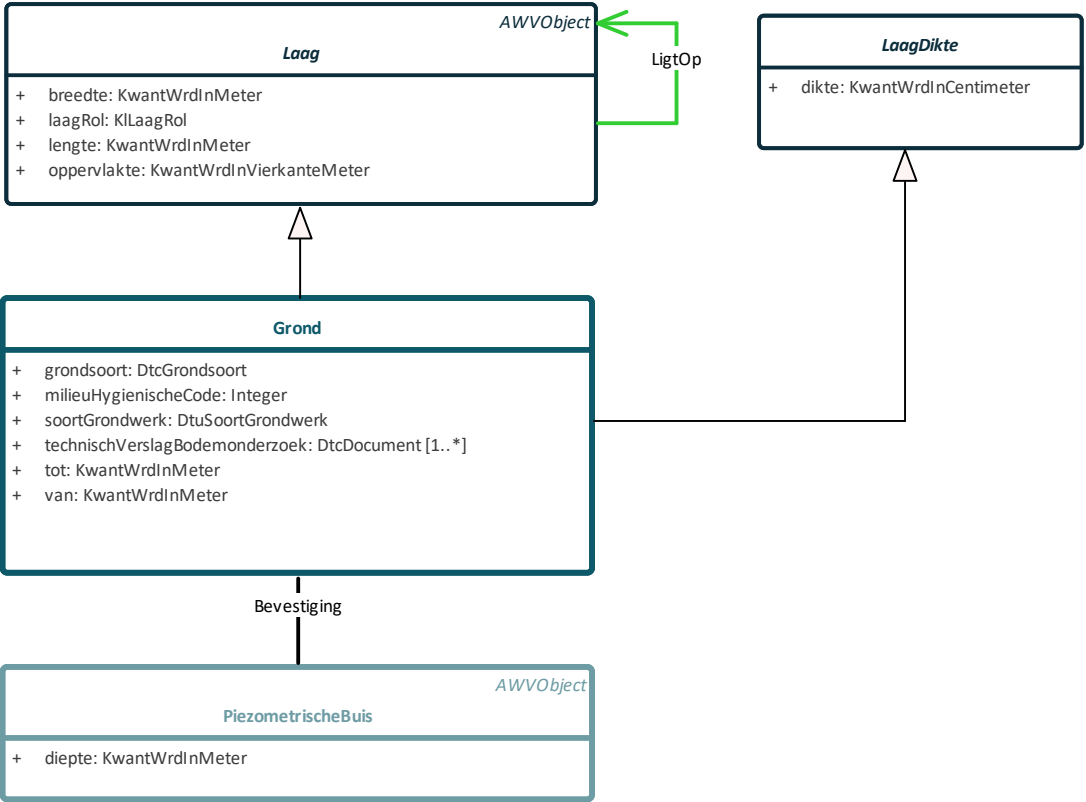 AWVObject
Laag
+ breedte: KwantWrdInMeter
+ laagRol: KlLaagRol
+ lengte: KwantWrdInMeter
+ oppervlakte: KwantWrdInVierkanteMeter
LigtOp
LaagDikte
+ dikte: KwantWrdInCentimeter
Grond
+ grondsoort: DtcGrondsoort
+ milieuHygienischeCode: Integer
+ soortGrondwerk: DtuSoortGrondwerk
+ technischVerslagBodemonderzoek: DtcDocument [1..*]
+ tot: KwantWrdInMeter
+ van: KwantWrdInMeter
Bevestiging
AWVObject
PiezometrischeBuis
+ diepte: KwantWrdInMeter